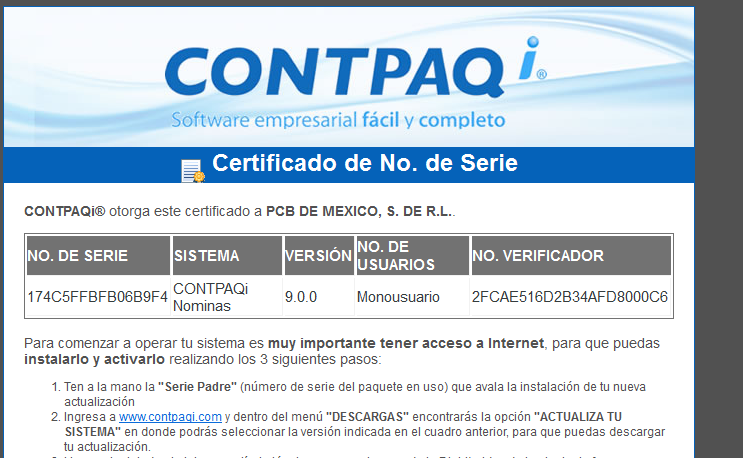 CONTPAQ i®
Software empresarial fácil y completo
Certificado de No. de Serie
CONTPAQi® otorga este certificado a PCB DE MEXICO, S. DE R.L..
NO. DE SERIE SISTEMA VERSIÓN NO. DE USUARIOS NO. VERIFICADOR
174C5FFBFB06B9F4 CONTPAQi Nominas 9.0.0 Monousuario 2FCAE516D2B34AFD8000C6
Para comenzar a operar tu sistema es muy importante tener acceso a Internet, para que puedas
instalarlo y activarlo realizando los 3 siguientes pasos:
1. Ten a la mano la "Serie Padre" (número de serie del paquete en uso) que avala la instalación de tu nueva
actualización
2. Ingresa a www.contpaqi.com y dentro del menú "DESCARGAS" encontrarás la opción "ACTUALIZA TU
SISTEMA" en donde podrás seleccionar la versión indicada en el cuadro anterior, para que puedas descargar
tu actualización.